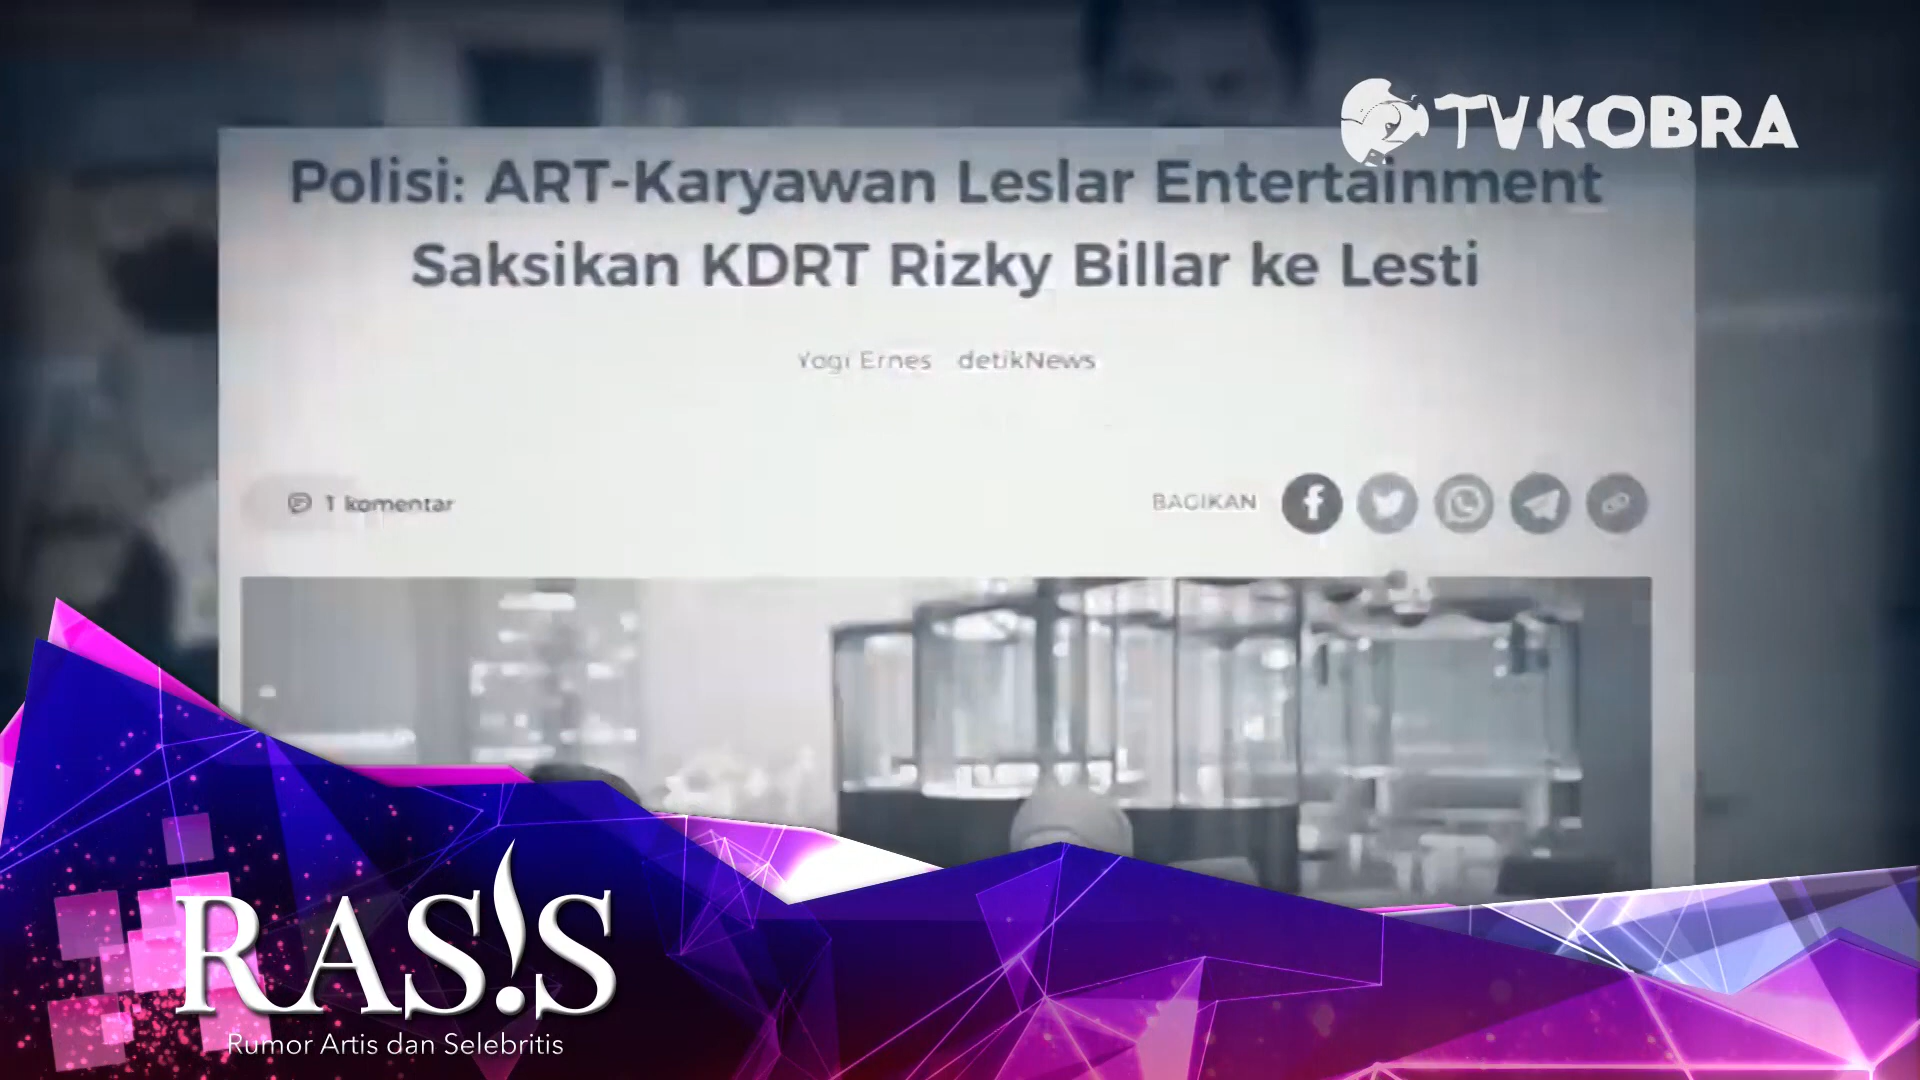 TVKOBRA
Polisi: ART-Karyawan Leslar Entertainment
Saksikan KDRT Rizky Billar ke Lesti
Yogi Ernes detikNews
1 komentar
BAGIKAN
RAS!S
Rumor Artis dan Selebritis